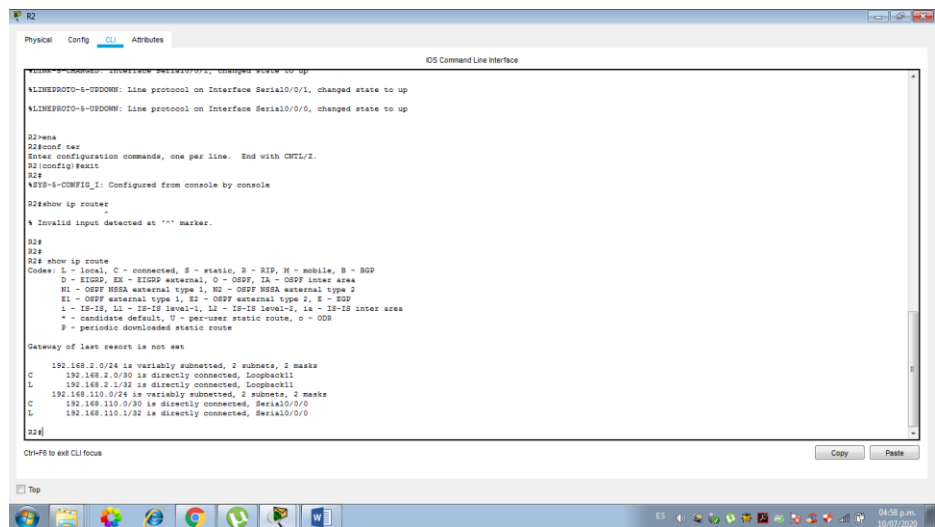 R2
Physical Config CLI Attributes
IOS Command Line Interface
%LINK-5-CHANGED: Interface Serial0/0/1, changed state to up
%LINEPROTO-5-UPDOWN: Line protocol on Interface Serial0/0/1, changed state to up
%LINEPROTO-5-UPDOWN: Line protocol on Interface Serial0/0/0, changed state to up
R2>ena
R2#conf ter
Enter configuration commands, one per line. End with CNTL/Z.
R2(config)#exit
R2#
%SYS-5-CONFIG_I: Configured from console by console
R2#show ip router
^
% Invalid input detected at '^' marker.
R2#
R2#
R2# show ip route
Codes: L - local, C - connected, S - static, R - RIP, M - mobile, B - BGP
D - EIGRP, EX - EIGRP external, O - OSPF, IA - OSPF inter area
N1 - OSPF NSSA external type 1, N2 - OSPF NSSA external type 2
E1 - OSPF external type 1, E2 - OSPF external type 2, E - EGP
i - IS-IS, L1 - IS-IS level-1, L2 - IS-IS level-2, ia - IS-IS inter area
* - candidate default, U - per-user static route, o - ODR
P - periodic downloaded static route
Gateway of last resort is not set
192.168.2.0/24 is variably subnetted, 2 subnets, 2 masks
C 192.168.2.0/30 is directly connected, Loopback11
L 192.168.2.1/32 is directly connected, Loopback11
192.168.110.0/24 is variably subnetted, 2 subnets, 2 masks
C 192.168.110.0/30 is directly connected, Serial0/0/0
L 192.168.110.1/32 is directly connected, Serial0/0/0
R2#
Ctrl+F6 to exit CLI focus
Copy Paste
Top
ES
04:58 p.m.
10/07/2020